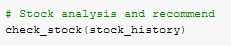 # Stock analysis and recommend
check_stock(stock_history)